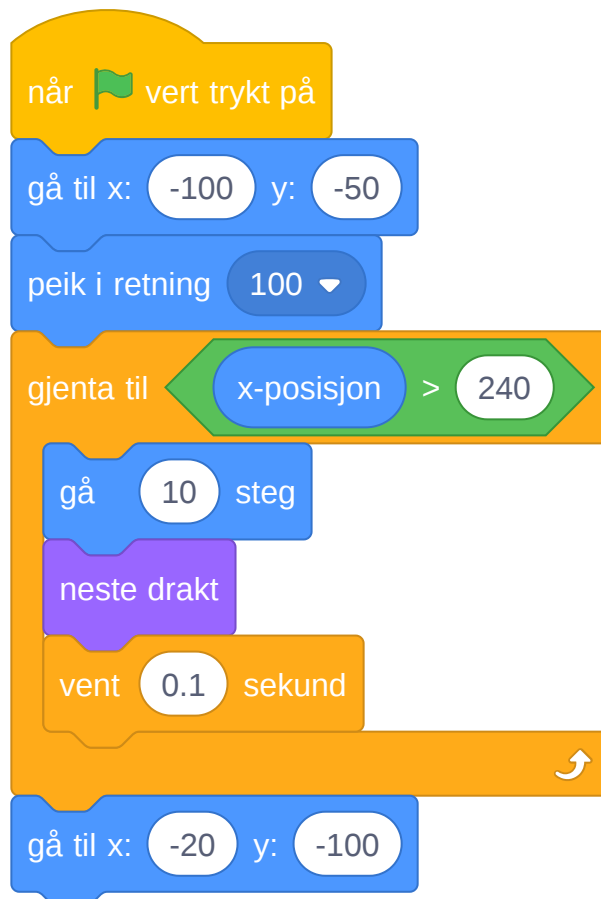 når vert trykt på
gå til x: -100 y: -50
peik i retning 100
gjenta til x-posisjon > 240
gå 10 steg
neste drakt
vent 0.1 sekund
gå til x: -20 y: -100